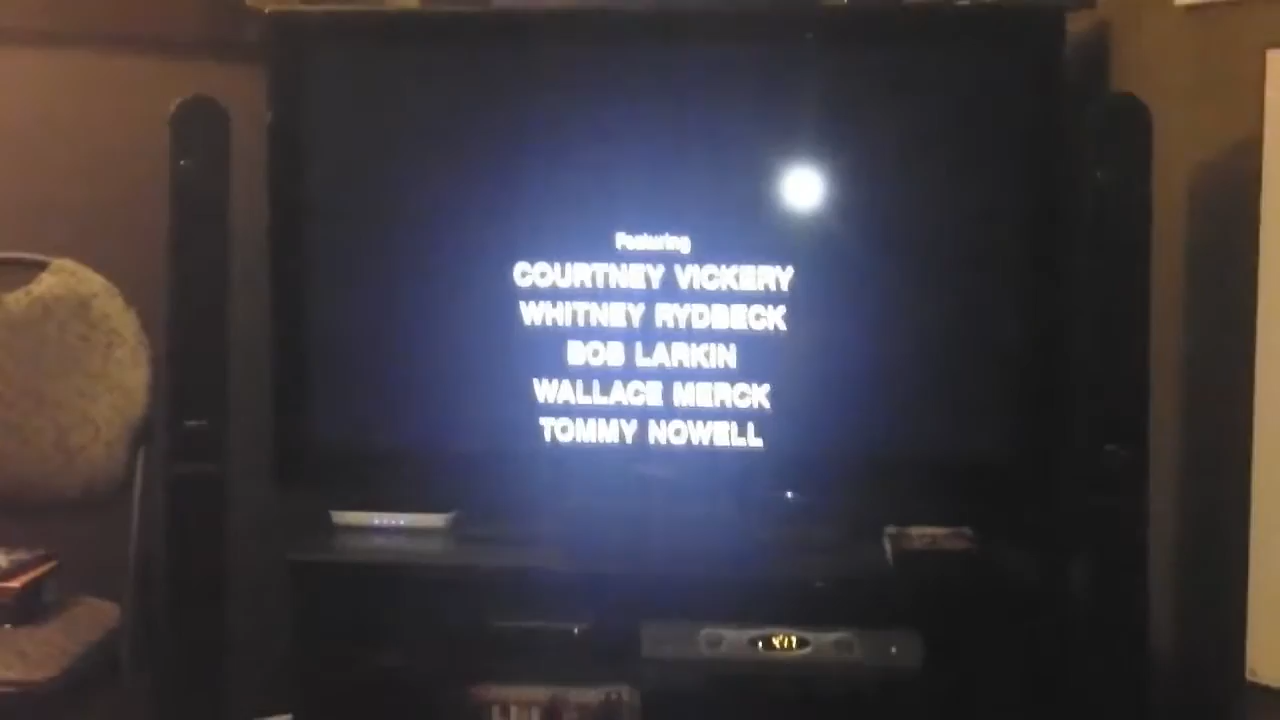 Featuring
COURTNEY VICKERY
WHITNEY RYDBECK
BOB LARKIN
WALLACE MERCK
TOMMY NOWELL